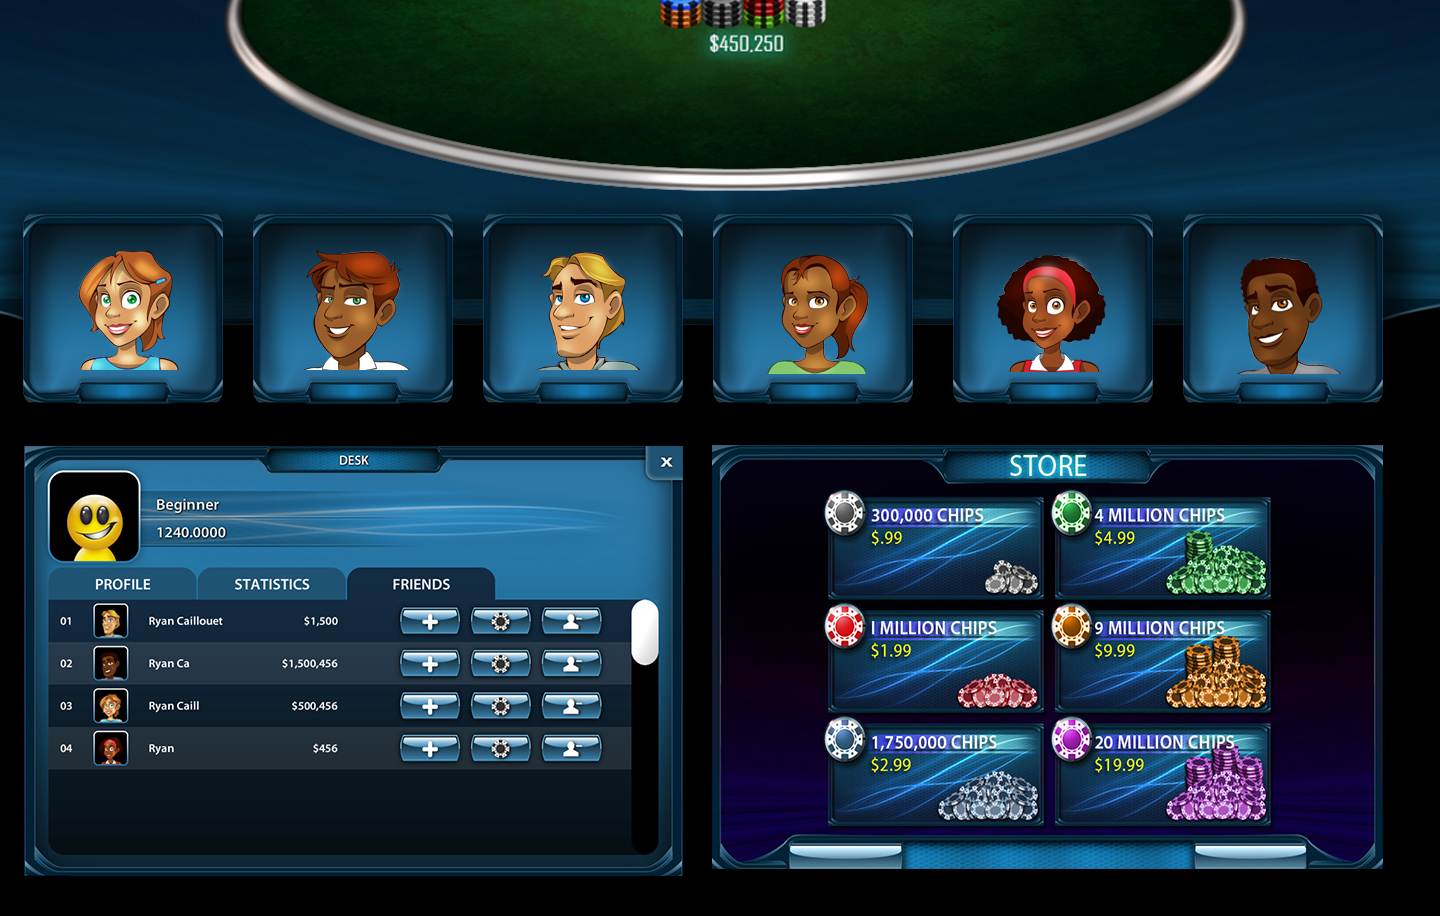 $450,250
DESK
x
Beginner
1240.0000
PROFILE STATISTICS FRIENDS
01 Ryan Caillouet $1,500
02 Ryan Ca $1,500,456
03 Ryan Caill $500,456
04 Ryan $456
STORE
300,000 CHIPS
$.99
4 MILLION CHIPS
$4.99
1 MILLION CHIPS
$1.99
9 MILLION CHIPS
$9.99
1,750,000 CHIPS
$2.99
20 MILLION CHIPS
$19.99